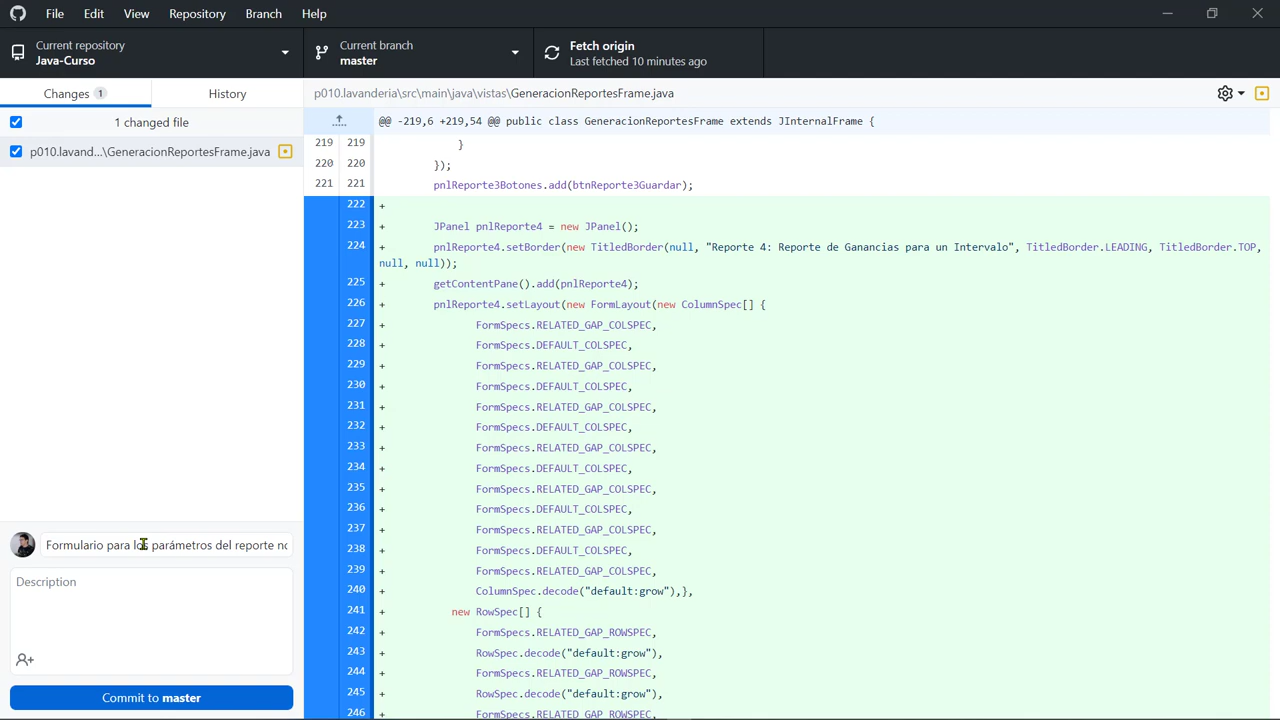 File Edit View Repository Branch Help
Current repository
Java-Curso
Current branch
master
Fetch origin
Last fetched 10 minutes ago
Changes 1 History
p010.lavanderia\src\main\java\vistas\GeneracionReportesFrame.java
1 changed file
p010.lavand...\GeneracionReportesFrame.java
@@ -219,6 +219,54 @@ public class GeneracionReportesFrame extends JInternalFrame {
219 219 }
220 220 });
221 221 pnlReporte3Botones.add(btnReporte3Guardar);
222 +
223 + JPanel pnlReporte4 = new JPanel();
224 + pnlReporte4.setBorder(new TitledBorder(null, "Reporte 4: Reporte de Ganancias para un Intervalo", TitledBorder.LEADING, TitledBorder.TOP,
null, null));
225 + getContentPane().add(pnlReporte4);
226 + pnlReporte4.setLayout(new FormLayout(new ColumnSpec[] {
227 + FormSpecs.RELATED_GAP_COLSPEC,
228 + FormSpecs.DEFAULT_COLSPEC,
229 + FormSpecs.RELATED_GAP_COLSPEC,
230 + FormSpecs.DEFAULT_COLSPEC,
231 + FormSpecs.RELATED_GAP_COLSPEC,
232 + FormSpecs.DEFAULT_COLSPEC,
233 + FormSpecs.RELATED_GAP_COLSPEC,
234 + FormSpecs.DEFAULT_COLSPEC,
235 + FormSpecs.RELATED_GAP_COLSPEC,
236 + FormSpecs.DEFAULT_COLSPEC,
237 + FormSpecs.RELATED_GAP_COLSPEC,
238 + FormSpecs.DEFAULT_COLSPEC,
239 + FormSpecs.RELATED_GAP_COLSPEC,
240 + ColumnSpec.decode("default:grow"),},
241 + new RowSpec[] {
242 + FormSpecs.RELATED_GAP_ROWSPEC,
243 + RowSpec.decode("default:grow"),
244 + FormSpecs.RELATED_GAP_ROWSPEC,
245 + RowSpec.decode("default:grow"),
246 + FormSpecs.RELATED_GAP_ROWSPEC,
Formulario para los parámetros del reporte no
Description
Commit to master